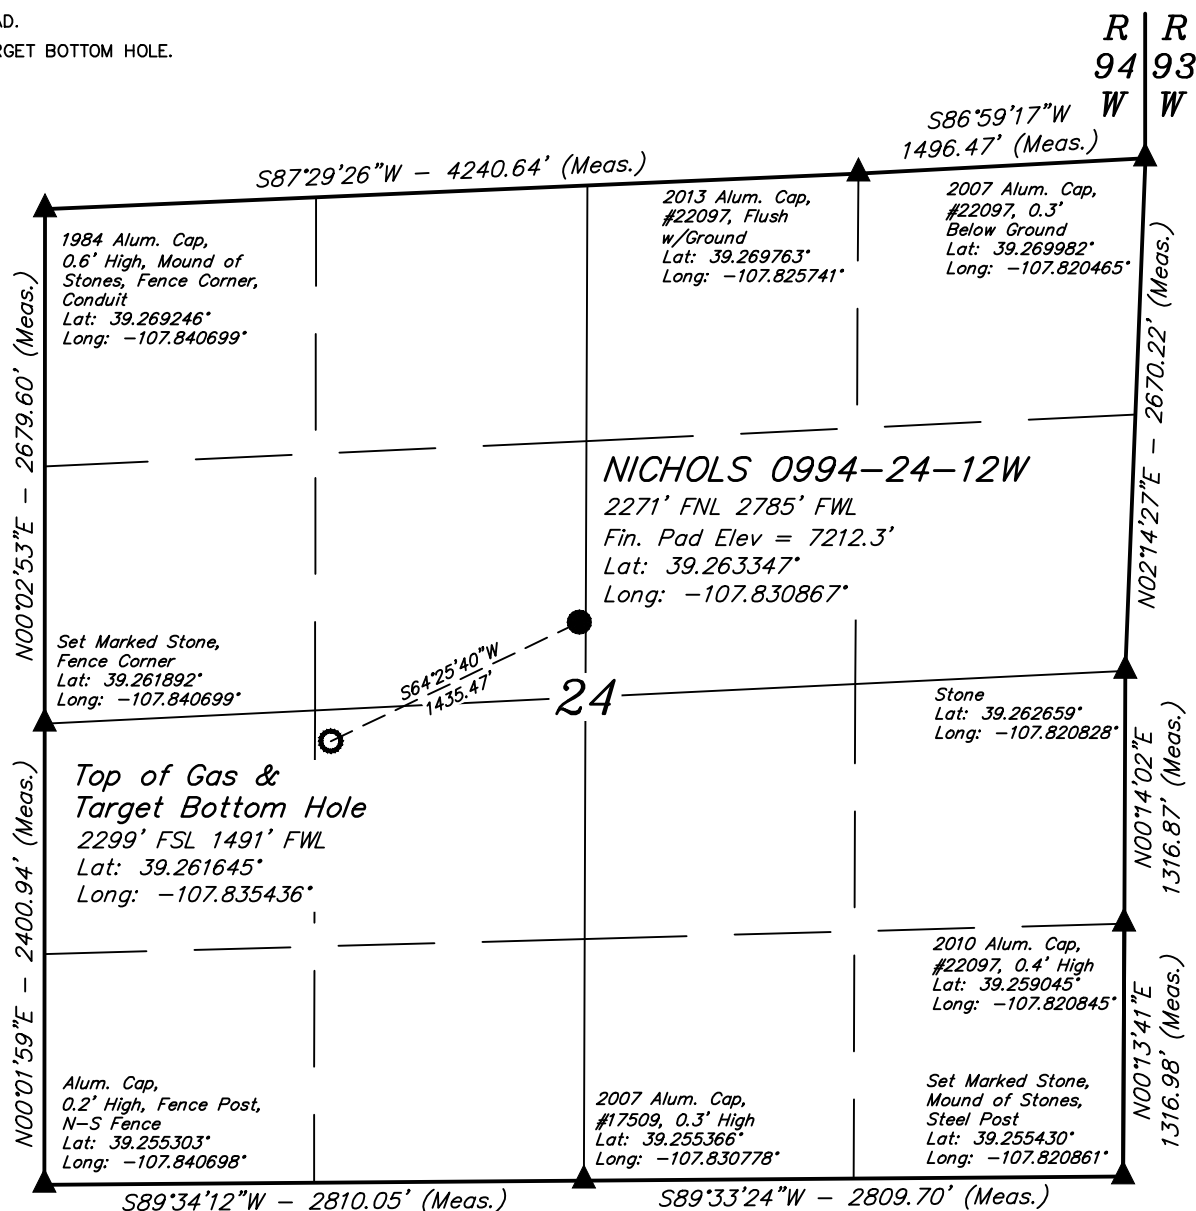 AD.
RGET BOTTOM HOLE.
R R
94 93
W W
S86°59'17"W
1496.47' (Meas.)
S87°29'26"W – 4240.64' (Meas.)
1984 Alum. Cap,
0.6' High, Mound of
Stones, Fence Corner,
Conduit
Lat: 39.269246°
Long: –107.840699°
2013 Alum. Cap,
#22097, Flush
w/Ground
Lat: 39.269763°
Long: –107.825741°
2007 Alum. Cap,
#22097, 0.3'
Below Ground
Lat: 39.269982°
Long: –107.820465°
N00°02'53"E – 2679.60' (Meas.)
N02°14'27"E – 2670.22' (Meas.)
NICHOLS 0994–24–12W
2271' FNL 2785' FWL
Fin. Pad Elev = 7212.3'
Lat: 39.263347°
Long: –107.830867°
Set Marked Stone,
Fence Corner
Lat: 39.261892°
Long: –107.840699°
S64°25'40"W
1435.47'
24
Stone
Lat: 39.262659°
Long: –107.820828°
Top of Gas &
Target Bottom Hole
2299' FSL 1491' FWL
Lat: 39.261645°
Long: –107.835436°
N00°01'59"E – 2400.94' (Meas.)
N00°14'02"E
1316.87' (Meas.)
2010 Alum. Cap,
#22097, 0.4' High
Lat: 39.259045°
Long: –107.820845°
N00°13'41"E
1316.98' (Meas.)
Alum. Cap,
0.2' High, Fence Post,
N–S Fence
Lat: 39.255303°
Long: –107.840698°
2007 Alum. Cap,
#17509, 0.3' High
Lat: 39.255366°
Long: –107.830778°
Set Marked Stone,
Mound of Stones,
Steel Post
Lat: 39.255430°
Long: –107.820861°
S89°34'12"W – 2810.05' (Meas.)
S89°33'24"W – 2809.70' (Meas.)